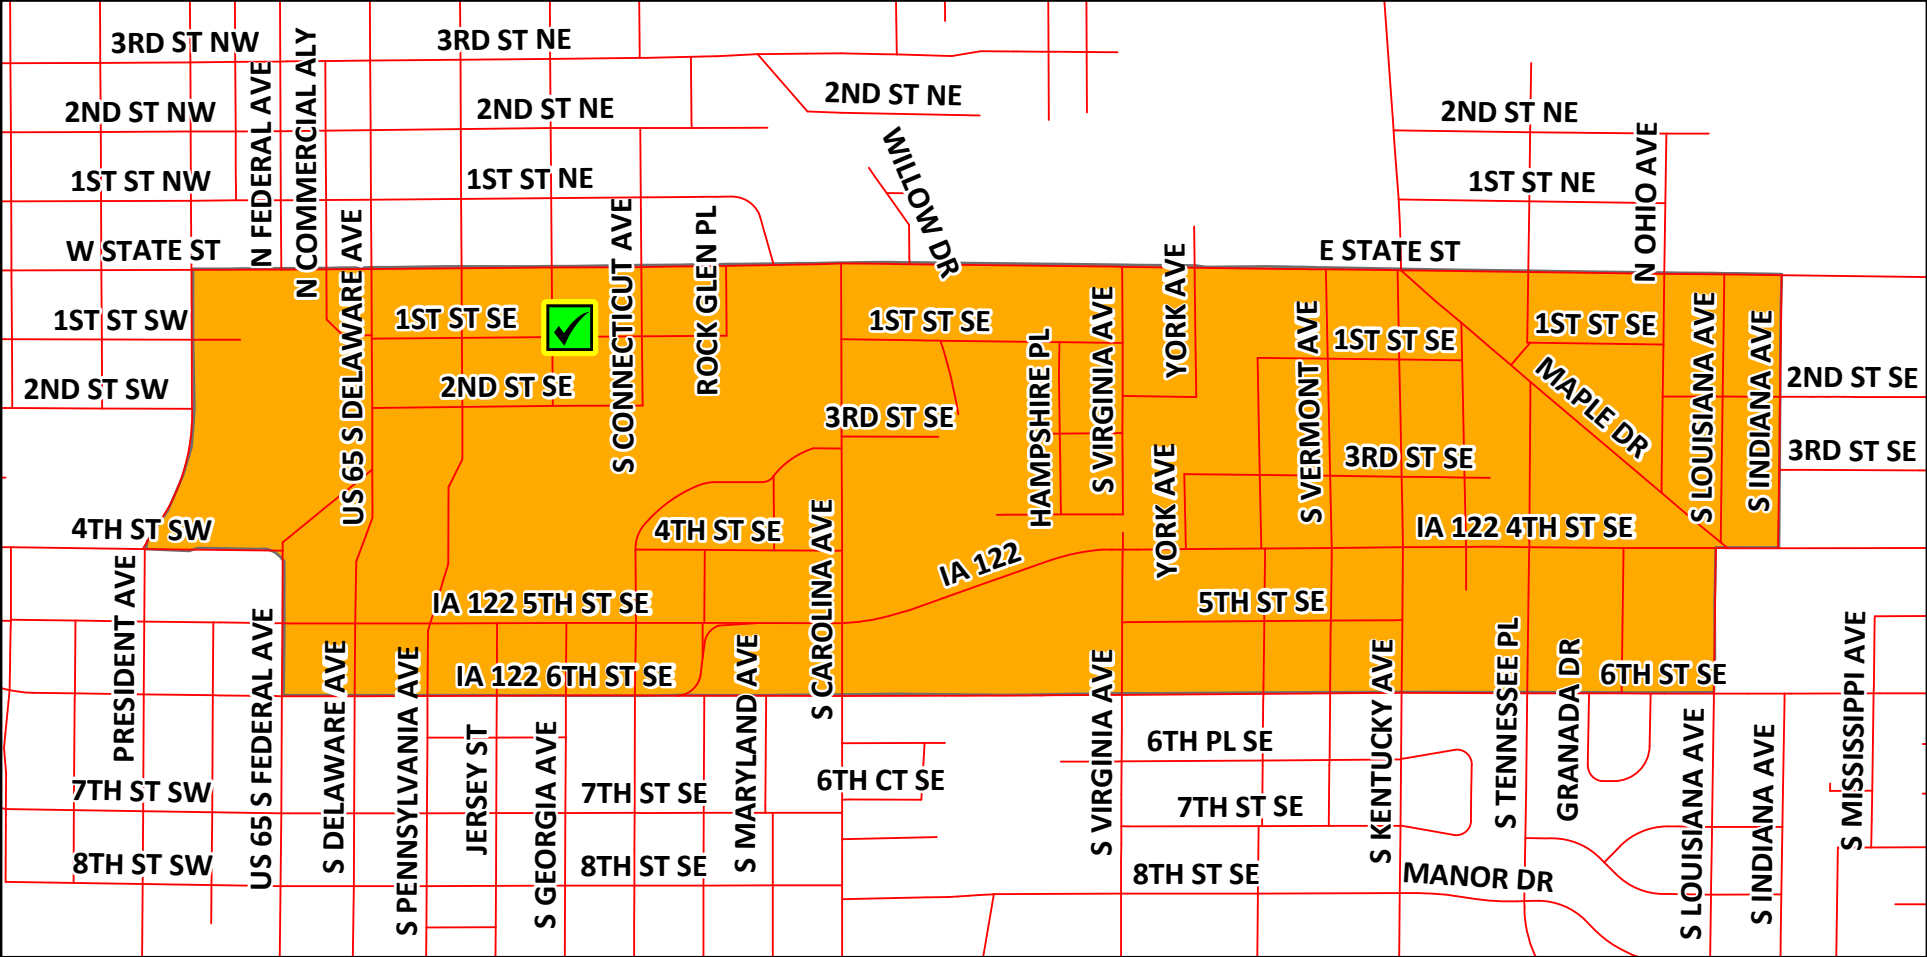 3RD ST NW
3RD ST NE
2ND ST NW
2ND ST NE
2ND ST NE
2ND ST NE
N FEDERAL AVE
N COMMERCIAL ALY
1ST ST NW
1ST ST NE
1ST ST NE
WILLOW DR
N OHIO AVE
W STATE ST
E STATE ST
US 65 S DELAWARE AVE
S CONNECTICUT AVE
ROCK GLEN PL
YORK AVE
1ST ST SW
1ST ST SE
1ST ST SE
1ST ST SE
1ST ST SE
HAMPSHIRE PL
S VIRGINIA AVE
S VERMONT AVE
MAPLE DR
S LOUISIANA AVE
S INDIANA AVE
2ND ST SW
2ND ST SE
2ND ST SE
3RD ST SE
3RD ST SE
3RD ST SE
4TH ST SW
4TH ST SE
S CAROLINA AVE
IA 122
YORK AVE
IA 122 4TH ST SE
PRESIDENT AVE
IA 122 5TH ST SE
5TH ST SE
US 65 S FEDERAL AVE
S DELAWARE AVE
S PENNSYLVANIA AVE
IA 122 6TH ST SE
S MARYLAND AVE
S VIRGINIA AVE
S KENTUCKY AVE
S TENNESSEE PL
GRANADA DR
6TH ST SE
S MISSISSIPPI AVE
JERSEY ST
S GEORGIA AVE
6TH PL SE
S LOUISIANA AVE
S INDIANA AVE
7TH ST SW
7TH ST SE
6TH CT SE
7TH ST SE
8TH ST SW
8TH ST SE
8TH ST SE
MANOR DR